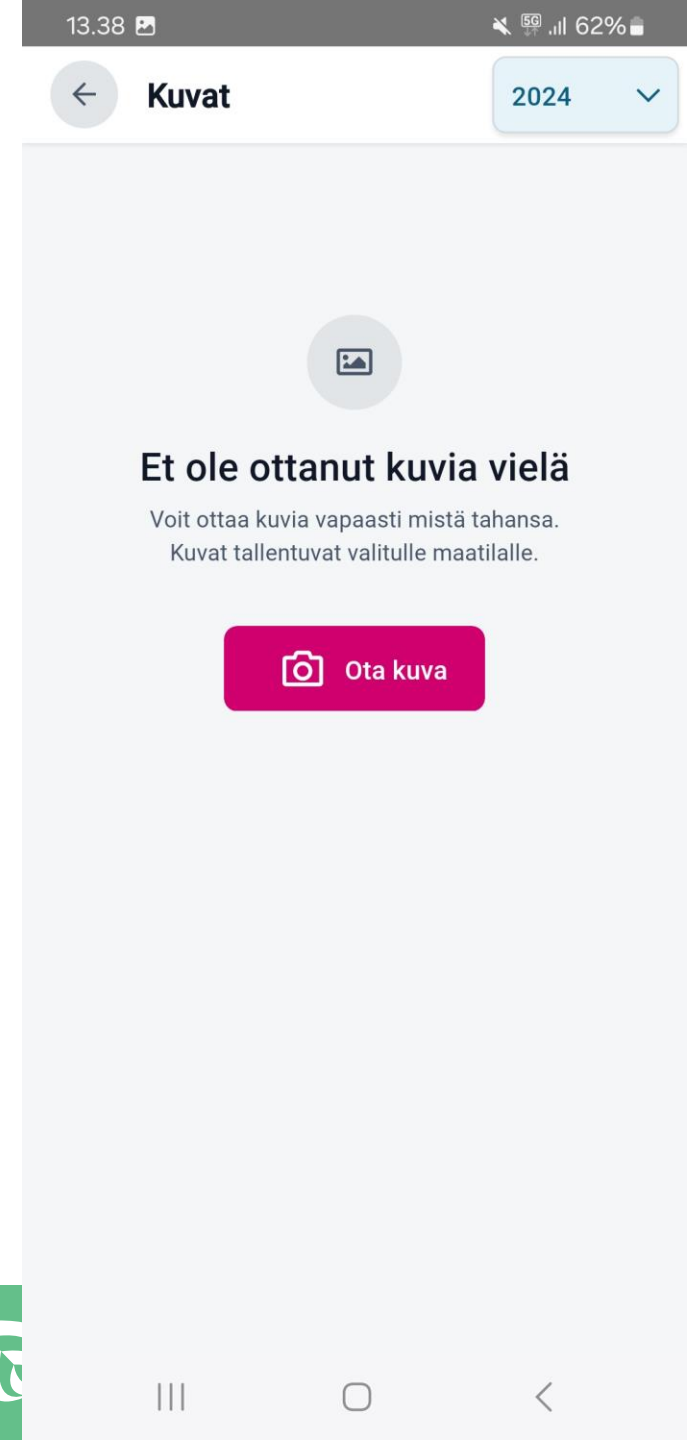 13.38 5G 62%
Kuvat 2024
Et ole ottanut kuvia vielä
Voit ottaa kuvia vapaasti mistä tahansa.
Kuvat tallentuvat valitulle maatilalle.
Ota kuva